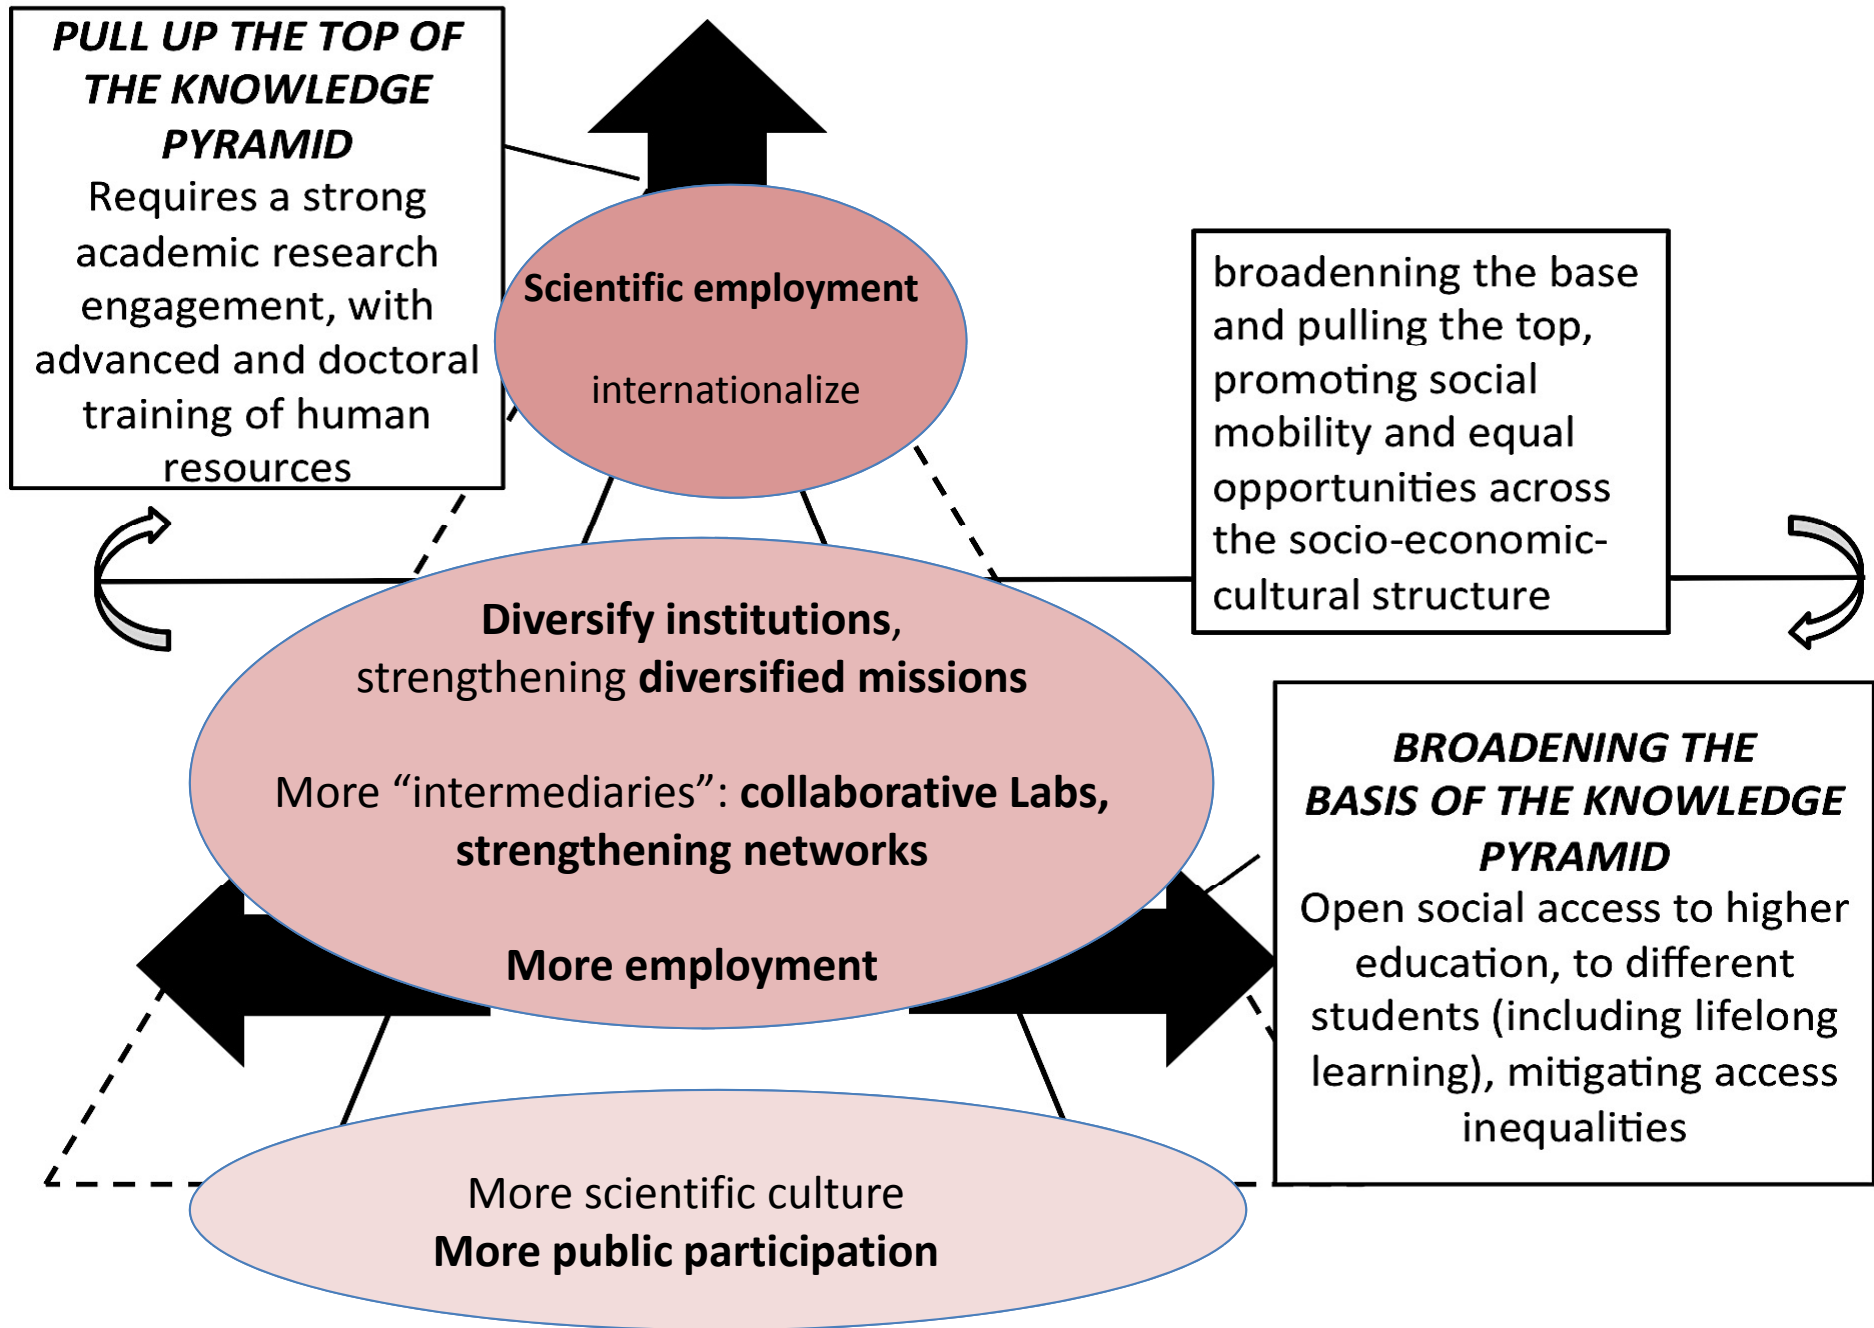 PULL UP THE TOP OF
THE KNOWLEDGE
PYRAMID
Requires a strong
academic research
engagement, with
advanced and doctoral
training of human
resources
Scientific employment
internationalize
broadenning the base
and pulling the top,
promoting social
mobility and equal
opportunities across
the socio-economic-
cultural structure
Diversify institutions,
strengthening diversified missions
More “intermediaries”: collaborative Labs,
strengthening networks
More employment
BROADENING THE
BASIS OF THE KNOWLEDGE
PYRAMID
Open social access to higher
education, to different
students (including lifelong
learning), mitigating access
inequalities
More scientific culture
More public participation